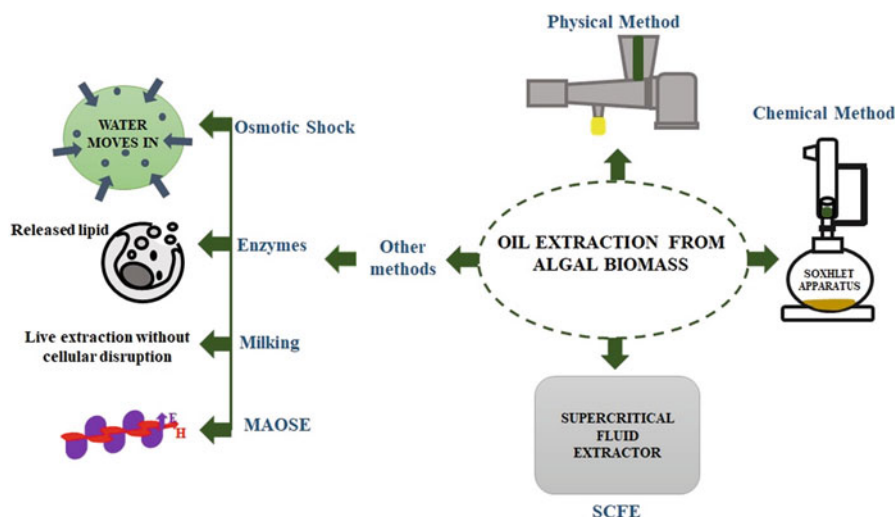 Physical Method
Chemical Method
WATER
MOVES IN
Osmotic Shock
Released lipid
Enzymes
Other
methods
OIL EXTRACTION FROM
ALGAL BIOMASS
SOXHLET
APPARATUS
Live extraction without
cellular disruption
Milking
E
H
MAOSE
SUPERCRITICAL
FLUID
EXTRACTOR
SCFE